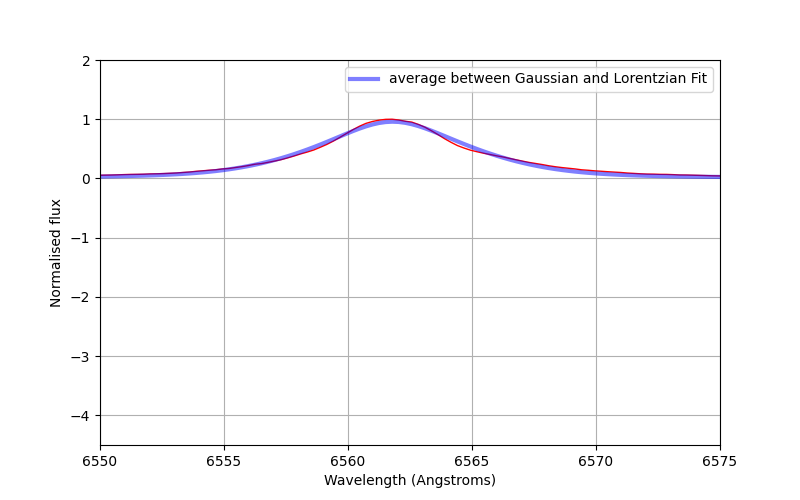 average between Gaussian and Lorentzian Fit
2
1
0
−1
−2
−3
−4
Normalised flux
6550 6555 6560 6565 6570 6575
Wavelength (Angstroms)